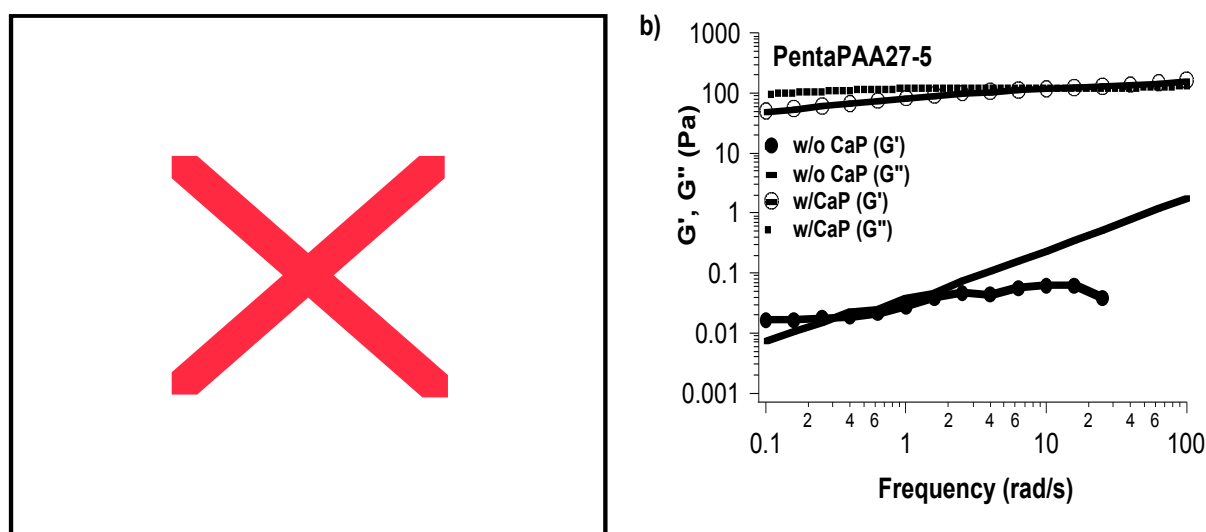 b)
PentaPAA27-5
1000
100
10
1
0.1
0.01
0.001
G', G" (Pa)
w/o CaP (G')
w/o CaP (G")
w/CaP (G')
w/CaP (G")
2 4 6 2 4 6 2 4 6
0.1 1 10 100
Frequency (rad/s)